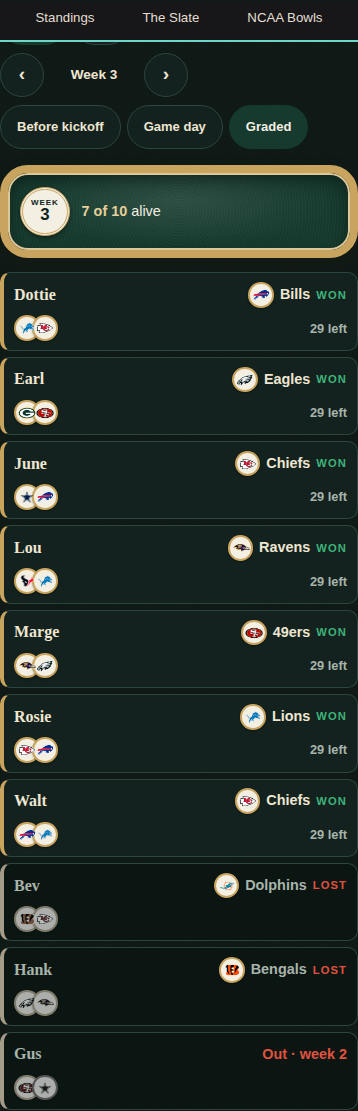 Standings The Slate NCAA Bowls
‹ Week 3 ›
Before kickoff Game day Graded
WEEK
3
7 of 10 alive
Dottie Bills WON
29 left
Earl Eagles WON
29 left
June Chiefs WON
29 left
Lou Ravens WON
29 left
Marge 49ers WON
29 left
Rosie Lions WON
29 left
Walt Chiefs WON
29 left
Bev Dolphins LOST
Hank Bengals LOST
Gus Out · week 2